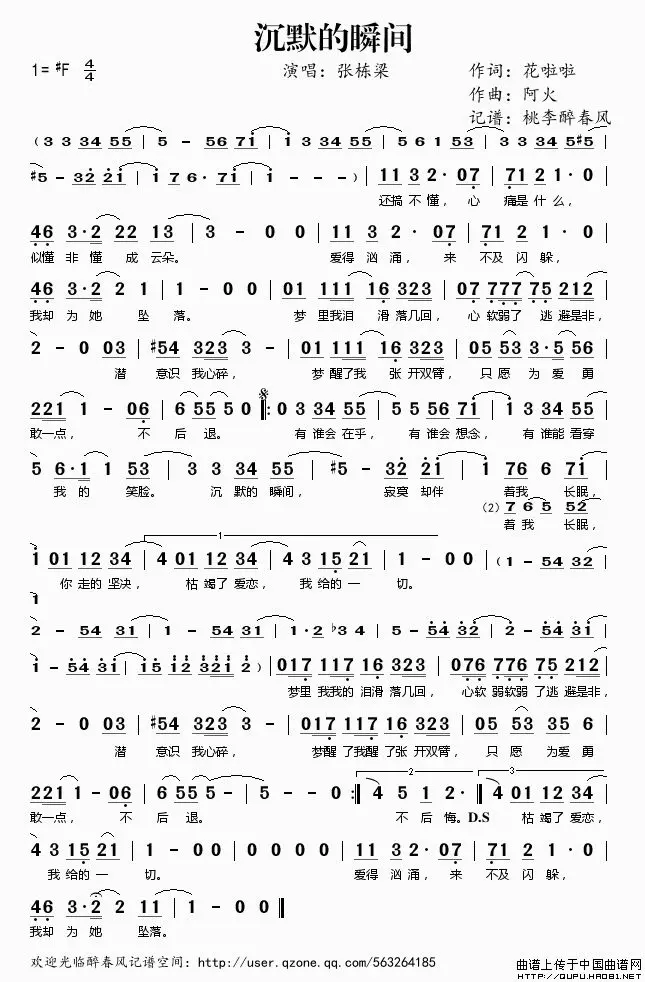 沉默的瞬间
1= #F 4/4 演唱：张栋梁 作词：花啦啦
作曲：阿火
记谱：桃李醉春风
( 3 3 34 55 | 5 - 56 71 | 1 3 34 55 | 5 6 1 53 | 3 3 34 5#5 |
#5 - 32 21 | 1 7 6 · 71 | 1 - - - ) | 11 3 2 · 07 | 71 2 1 · 0 |
还搞 不 懂， 心 痛是 什 么，
46 3 · 2 22 13 | 3 - 0 0 | 11 3 2 · 07 | 71 2 1 · 0 |
似懂 非 懂 成 云朵。 爱得 汹 涌， 来 不及 闪 躲，
46 3 · 2 2 1 | 1 - 0 0 | 01 111 16 323 | 07 777 75 212 |
我却 为 她 坠 落。 梦 里我泪 滑 落几回， 心 软弱了 逃 避是非，
2 - 0 03 | #54 323 3 - | 01 111 16 323 | 05 53 3 · 5 56 |
潜 意识 我心碎， 梦 醒了我 张 开双臂， 只 愿 为 爱 勇
221 1 - 06 | 6 55 5 0 𝄋 ‖: 0 3 34 55 | 5 5 56 71 | 1 3 34 55 |
敢一点， 不 后 退。 有 谁会 在乎， 有 谁会 想念， 有 谁能 看穿
5 6 · 1 1 53 | 3 3 34 55 | #5 - 32 21 | 1 76 6 71 |
我 的 笑脸。 沉 默的 瞬间， 寂寞 却伴 着我 长眠，
(2) 7 6 5 52
着 我 长眠，
1
1 01 12 34 | 4 01 12 34 | 4 3 15 21 | 1 - 0 0 | ( 1 - 54 32 |
你 走的 坚决， 枯 竭了 爱恋， 我 给的 一 切。
1
2 - 54 31 | 1 - 54 31 | 1 · 2 b3 4 | 5 - 54 32 | 2 - 54 31 |
1 - 54 31 | 15 12 321 2 ) | 017 117 16 323 | 076 776 75 212 |
梦里 我我的 泪滑 落几回， 心软 弱软弱 了逃 避是非，
2 - 0 03 | #54 323 3 - | 017 117 16 323 | 05 53 35 6 |
潜 意识 我心碎， 梦醒 了我醒 了张 开双臂， 只 愿 为爱 勇
2 3
221 1 - 06 | 6 55 5 - | 5 - - 0 :‖ 4 5 1 2 · ‖ 4 01 12 34 |
敢一点， 不 后 退。 不 后 悔。D.S 枯 竭了 爱恋，
4 3 15 21 | 1 - 0 0 | 0 0 0 0 | 11 3 2 · 07 | 71 2 1 · 0 |
我 给的 一 切。 爱得 汹 涌， 来 不及 闪 躲，
46 3 · 2 2 11 | 1 - 0 0 ‖
我却 为 她 坠落。
欢迎光临醉春风记谱空间：http://user.qzone.qq.com/563264185
曲谱上传于中国曲谱网
@http://QUPU.HAO81.NET